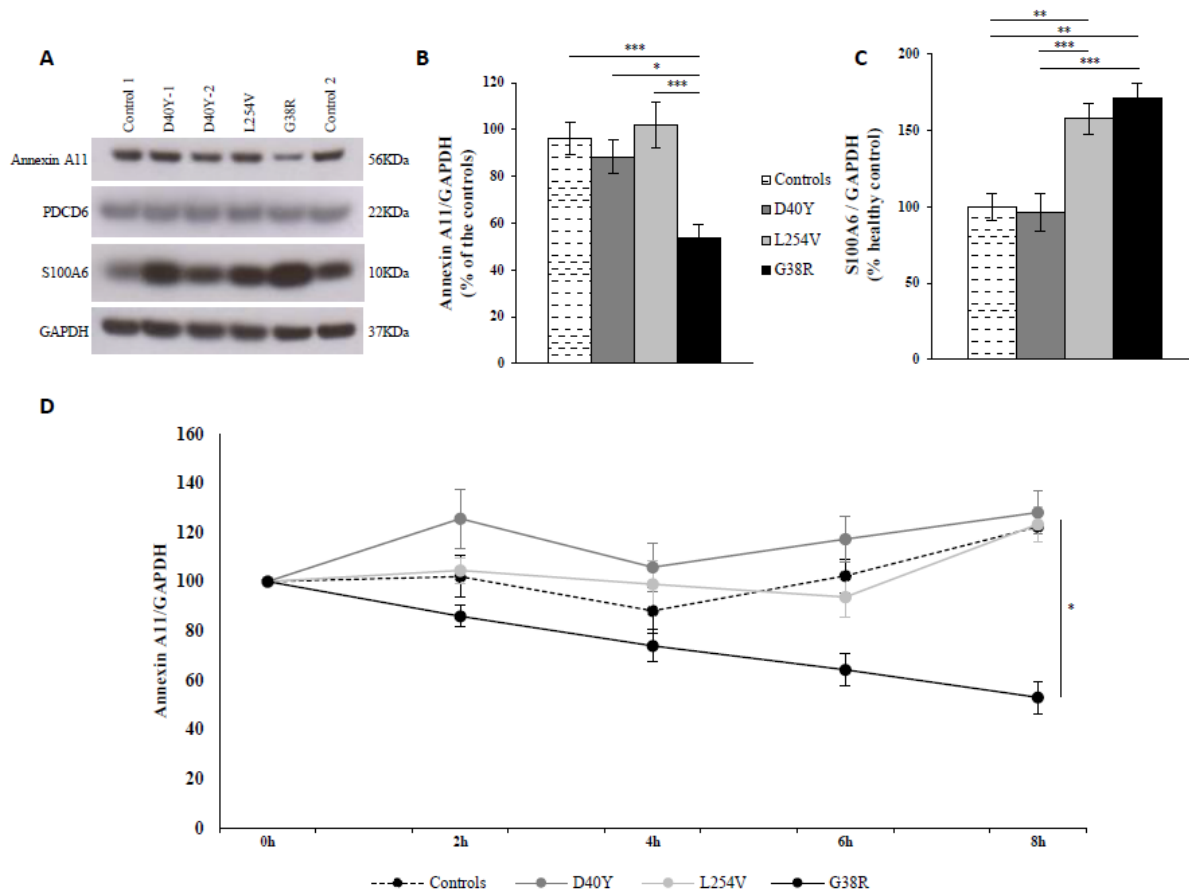 A
Control 1
D40Y-1
D40Y-2
L254V
G38R
Control 2
Annexin A11
56KDa
PDCD6
22KDa
S100A6
10KDa
GAPDH
37KDa
B
***
*
***
Annexin A11/GAPDH
(% of the controls)
120
100
80
60
40
20
0
Controls
D40Y
L254V
G38R
C
**
**
***
***
S100A6 / GAPDH
(% healthy control)
200
150
100
50
0
D
Annexin A11/GAPDH
160
140
120
100
80
60
40
20
0
*
0h 2h 4h 6h 8h
Controls D40Y L254V G38R